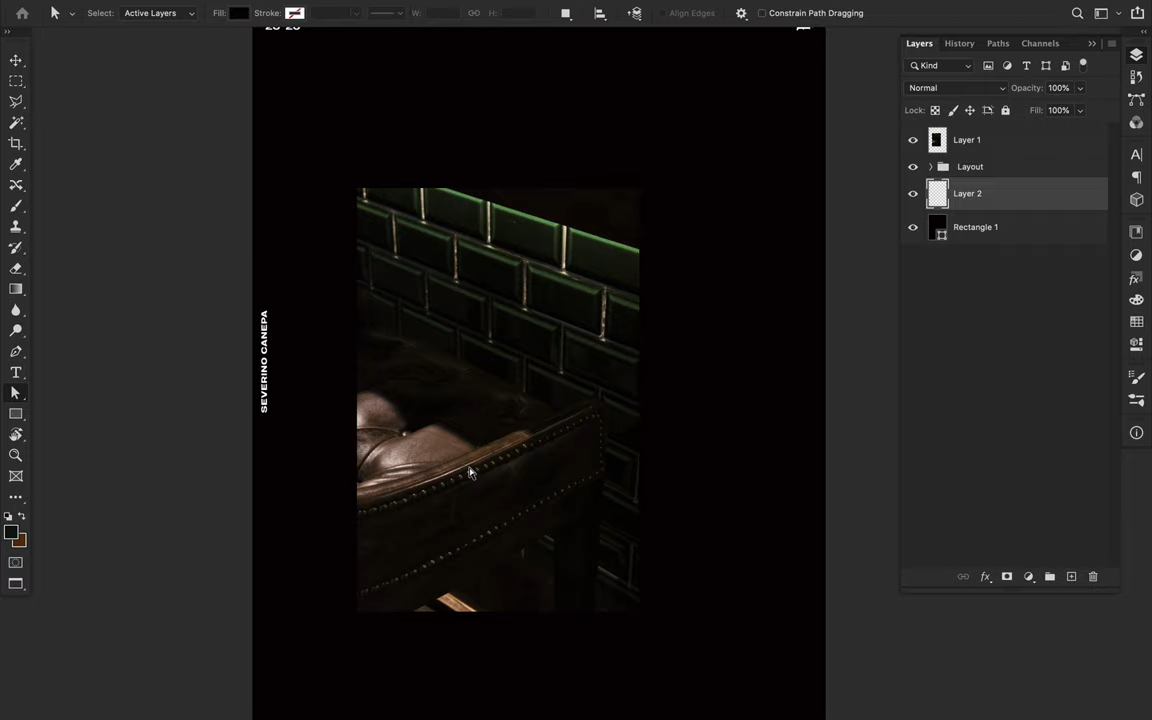 Select:
Active Layers
Fill:
Stroke:
W:
H:
Align Edges
Constrain Path Dragging
Layers
History
Paths
Channels
Kind
Normal
Opacity:
100%
Lock:
Fill:
100%
Layer 1
Layout
Layer 2
Rectangle 1
SEVERINO CANEPA
fx